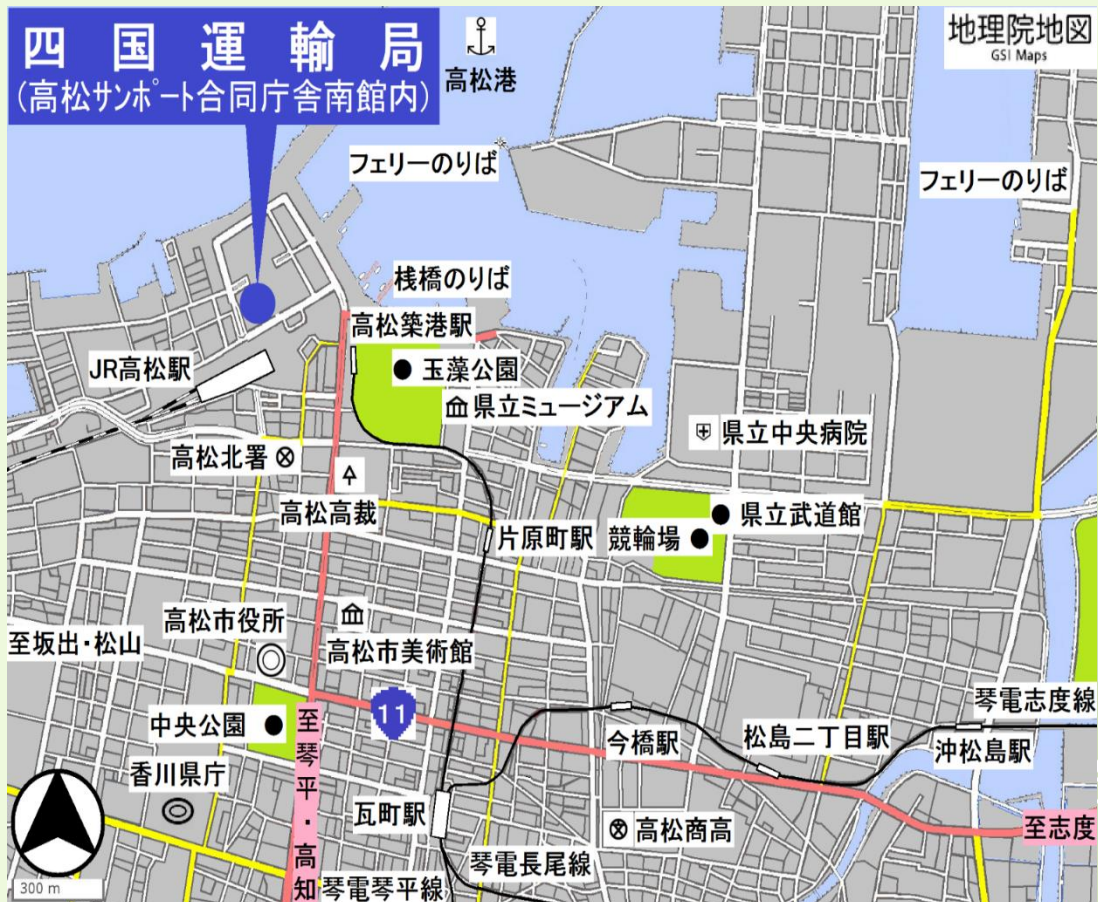 四国運輸局
(高松サンポート合同庁舎南館内)
高松港
地理院地図
GSI Maps
フェリーのりば
フェリーのりば
桟橋のりば
高松築港駅
JR高松駅
玉藻公園
県立ミュージアム
県立中央病院
高松北署
高松高裁
県立武道館
片原町駅
競輪場
高松市役所
至坂出・松山
高松市美術館
11
琴電志度線
中央公園
至琴平・高知
今橋駅
松島二丁目駅
沖松島駅
香川県庁
瓦町駅
高松商高
至志度
琴電長尾線
300 m
琴電琴平線